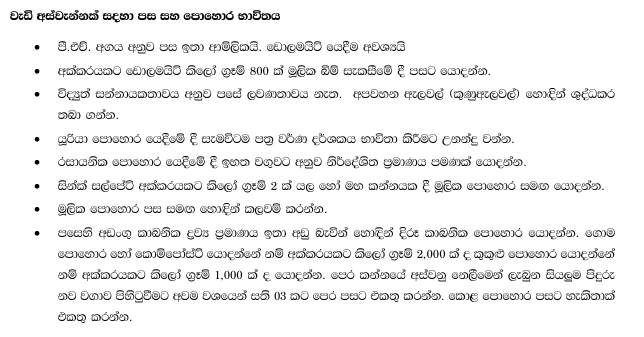 වැඩි අස්වැන්නක් සදහා පස සහ පොහොර භාවිතය
• පී.එච්. අගය අනුව පස ඉතා ආම්ලිකයි. ඩොලමයිට් යෙදීම අවශ්‍යයි
• අක්කරයකට ඩොලමයිට් කිලෝ ග්‍රෑම් 800 ක් මූලික බිම් සැකසීමේ දී පසට යොදන්න.
• විද්‍යුත් සන්නායකතාවය අනුව පසේ ලවණතාවය නැත. අපවහන ඇලවල් (කුණුඇලවල්) හොඳින් ශුද්ධකර
තබා ගන්න.
• යූරියා පොහොර යෙදීමේ දී සැමවිටම පත්‍ර වර්ණ දර්ශකය භාවිතා කිරීමට උනන්දු වන්න.
• රසායනික පොහොර යෙදීමේ දී ඉහත වගුවට අනුව නිර්දේශිත ප්‍රමාණය පමණක් යොදන්න.
• සින්ක් සල්පේට් අක්කරයකට කිලෝ ග්‍රෑම් 2 ක් යල හෝ මහ කන්නයක දී මූලික පොහොර සමඟ යොදන්න.
• මූලික පොහොර පස සමඟ හොඳින් කලවම් කරන්න.
• පසෙහි අඩංගු කාබනික ද්‍රව්‍ය ප්‍රමාණය ඉතා අඩු බැවින් හොඳින් දිරූ කාබනික පොහොර යොදන්න. ගොම
පොහොර හෝ කොම්පෝස්ට් යොදන්නේ නම් අක්කරයකට කිලෝ ග්‍රෑම් 2,000 ක් ද කුකුළු පොහොර යොදන්නේ
නම් අක්කරයකට කිලෝ ග්‍රෑම් 1,000 ක් ද යොදන්න. පෙර කන්නයේ අස්වනු නෙලීමෙන් ලැබුන සියලුම පිදුරු
නව වගාව පිහිටුවීමට අවම වශයෙන් සති 03 කට පෙර පසට එකතු කරන්න. කොළ පොහොර පසට හැකිතාක්
එකතු කරන්න.